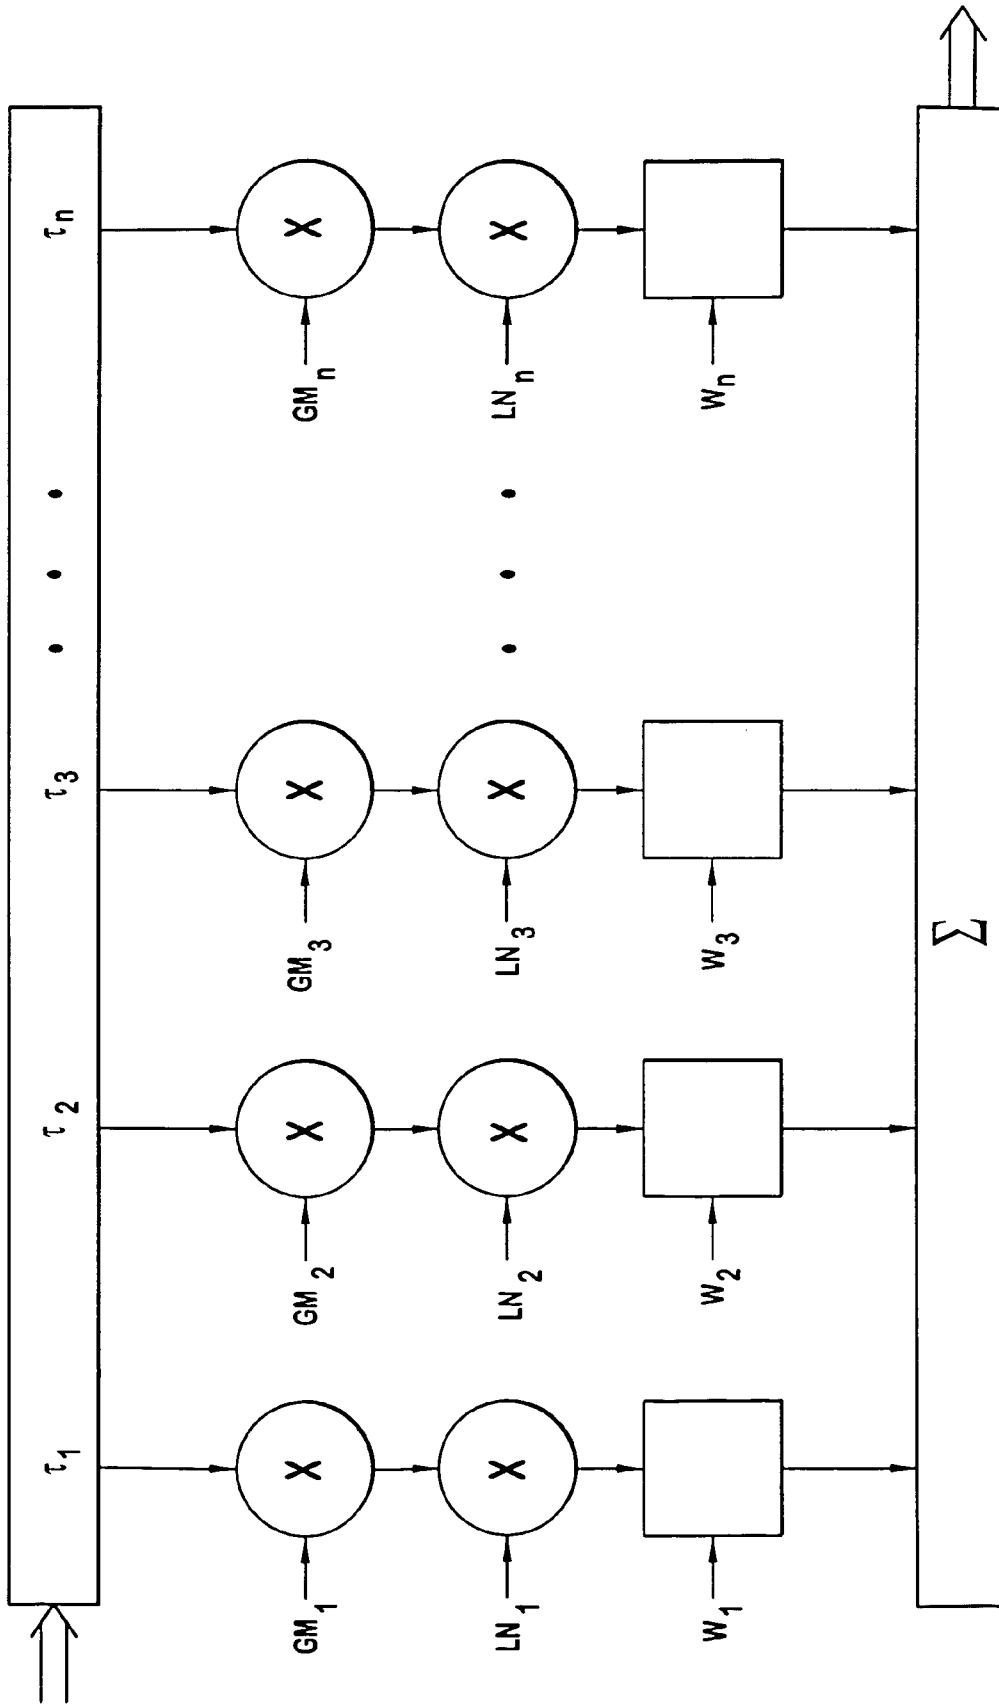 τ1 τ2 τ3 • • • τn
GM1 GM2 GM3 GMn
X X X X
LN1 LN2 LN3 • • • LNn
X X X X
W1 W2 W3 Wn
Σ